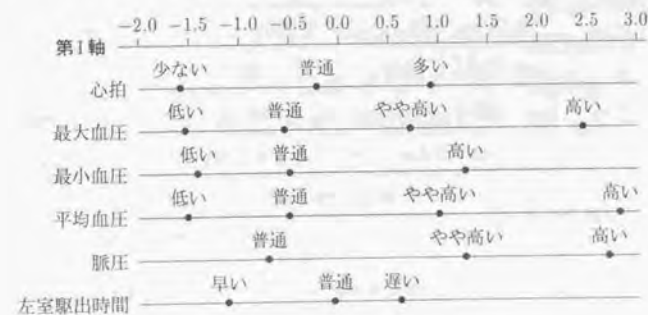 -2.0 -1.5 -1.0 -0.5 0.0 0.5 1.0 1.5 2.0 2.5 3.0
第I軸
少ない 普通 多い
心拍
低い 普通 やや高い 高い
最大血圧
低い 普通 高い
最小血圧
低い 普通 やや高い 高い
平均血圧
普通 やや高い 高い
脈圧
早い 普通 遅い
左室駆出時間